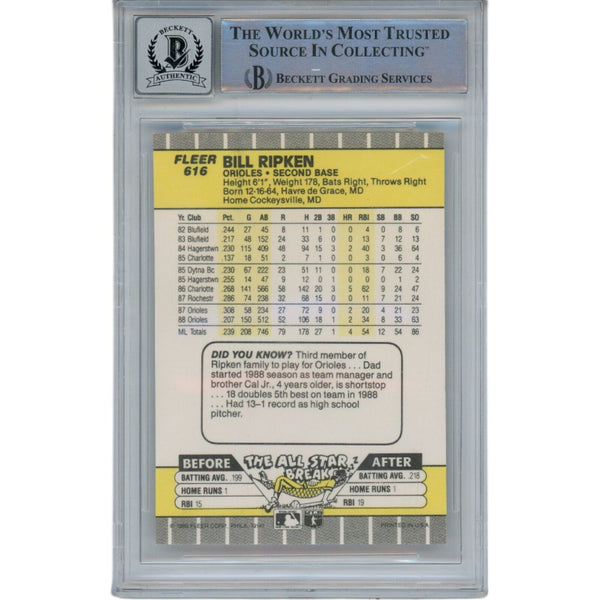 BECKETT
B
AUTHENTIC
THE WORLD'S MOST TRUSTED
SOURCE IN COLLECTING™
B BECKETT GRADING SERVICES
FLEER
616
BILL RIPKEN
ORIOLES • SECOND BASE
Height 6'1", Weight 178, Bats Right, Throws Right
Born 12-16-64, Havre de Grace, MD
Home Cockeysville, MD
Yr. Club Pct. G AB R H 2B 3B HR RBI SB BB SO
82 Blufield .244 27 45 8 11 1 0 0 4 0 8 6
83 Blufield .217 48 152 24 33 6 0 0 13 7 12 13
84 Hagerstwn .230 115 409 48 94 15 3 2 40 3 36 64
85 Charlotte .137 18 51 2 7 1 0 0 3 0 6 4
85 Dytna Bc .230 67 222 23 51 11 0 0 18 7 22 24
85 Hagerstwn .255 14 47 9 12 0 1 0 0 0 1 2
86 Charlotte .268 141 566 58 142 20 3 5 62 9 24 47
87 Rochestr .286 74 238 32 68 15 0 0 11 7 21 24
87 Orioles .308 58 234 27 72 9 0 2 20 4 21 23
88 Orioles .207 150 512 52 106 18 1 2 34 8 33 63
ML Totals .239 208 746 79 178 27 1 4 54 12 54 86
DID YOU KNOW? Third member of
Ripken family to play for Orioles . . . Dad
started 1988 season as team manager and
brother Cal Jr., 4 years older, is shortstop
. . . 18 doubles 5th best on team in 1988
. . . Had 13–1 record as high school
pitcher.
BEFORE THE ALL STAR BREAK AFTER
BATTING AVG. .199 BATTING AVG. .218
HOME RUNS 1 HOME RUNS 1
RBI 15 RBI 19
© 1989 FLEER CORP., PHILA. 19141 PRINTED IN U.S.A.